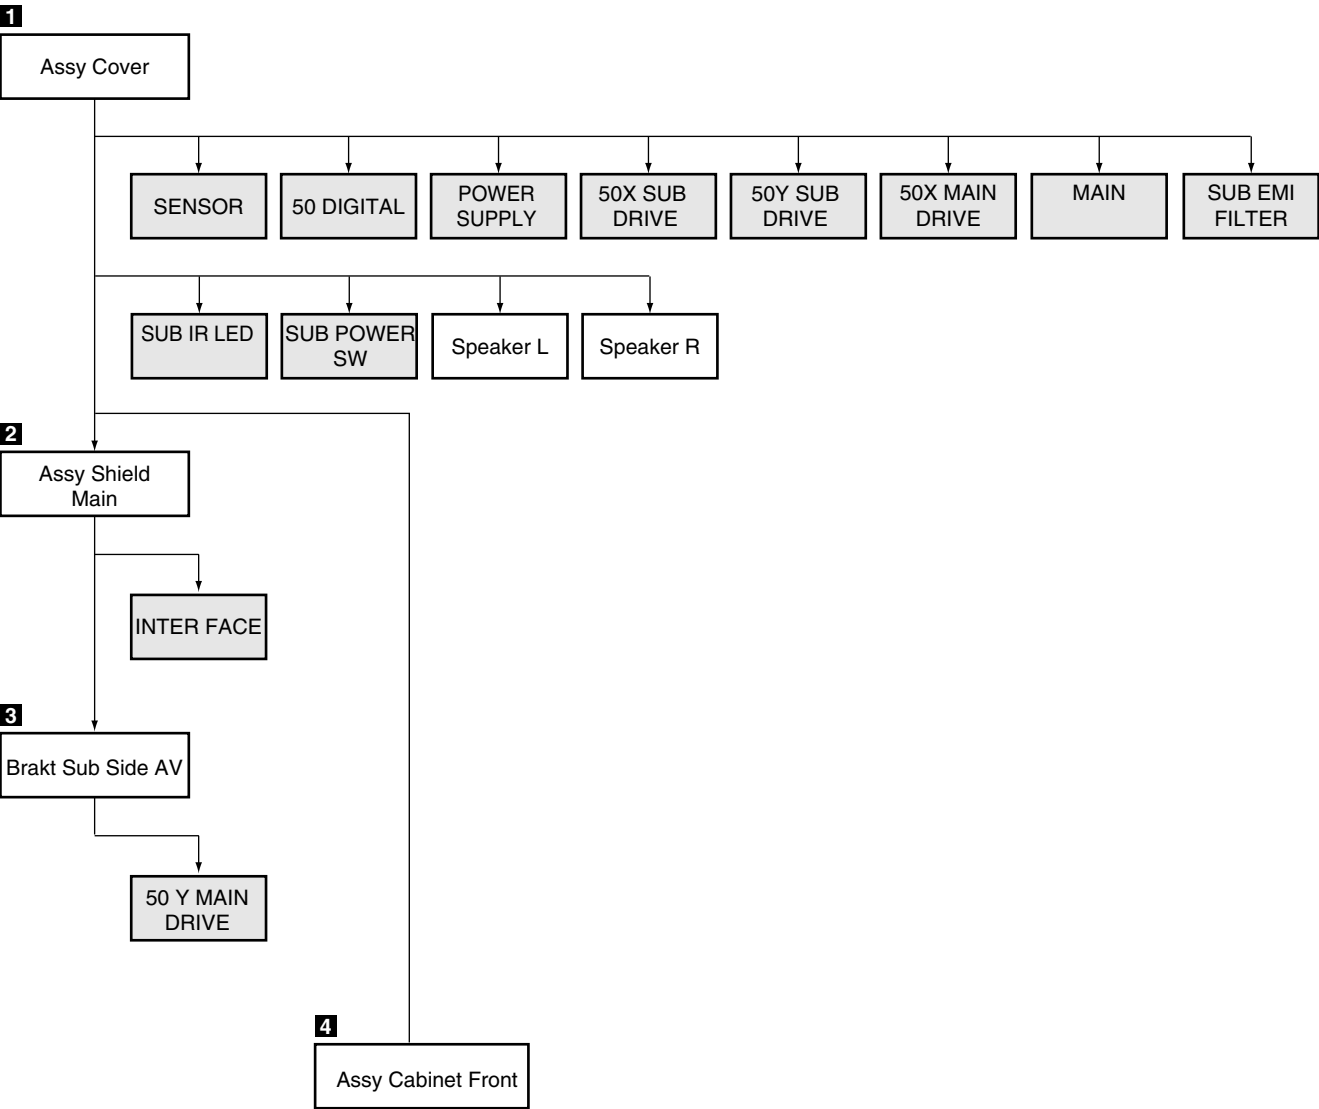 1
Assy Cover
SENSOR
50 DIGITAL
POWER
SUPPLY
50X SUB
DRIVE
50Y SUB
DRIVE
50X MAIN
DRIVE
MAIN
SUB EMI
FILTER
SUB IR LED
SUB POWER
SW
Speaker L
Speaker R
2
Assy Shield
Main
INTER FACE
3
Brakt Sub Side AV
50 Y MAIN
DRIVE
4
Assy Cabinet Front